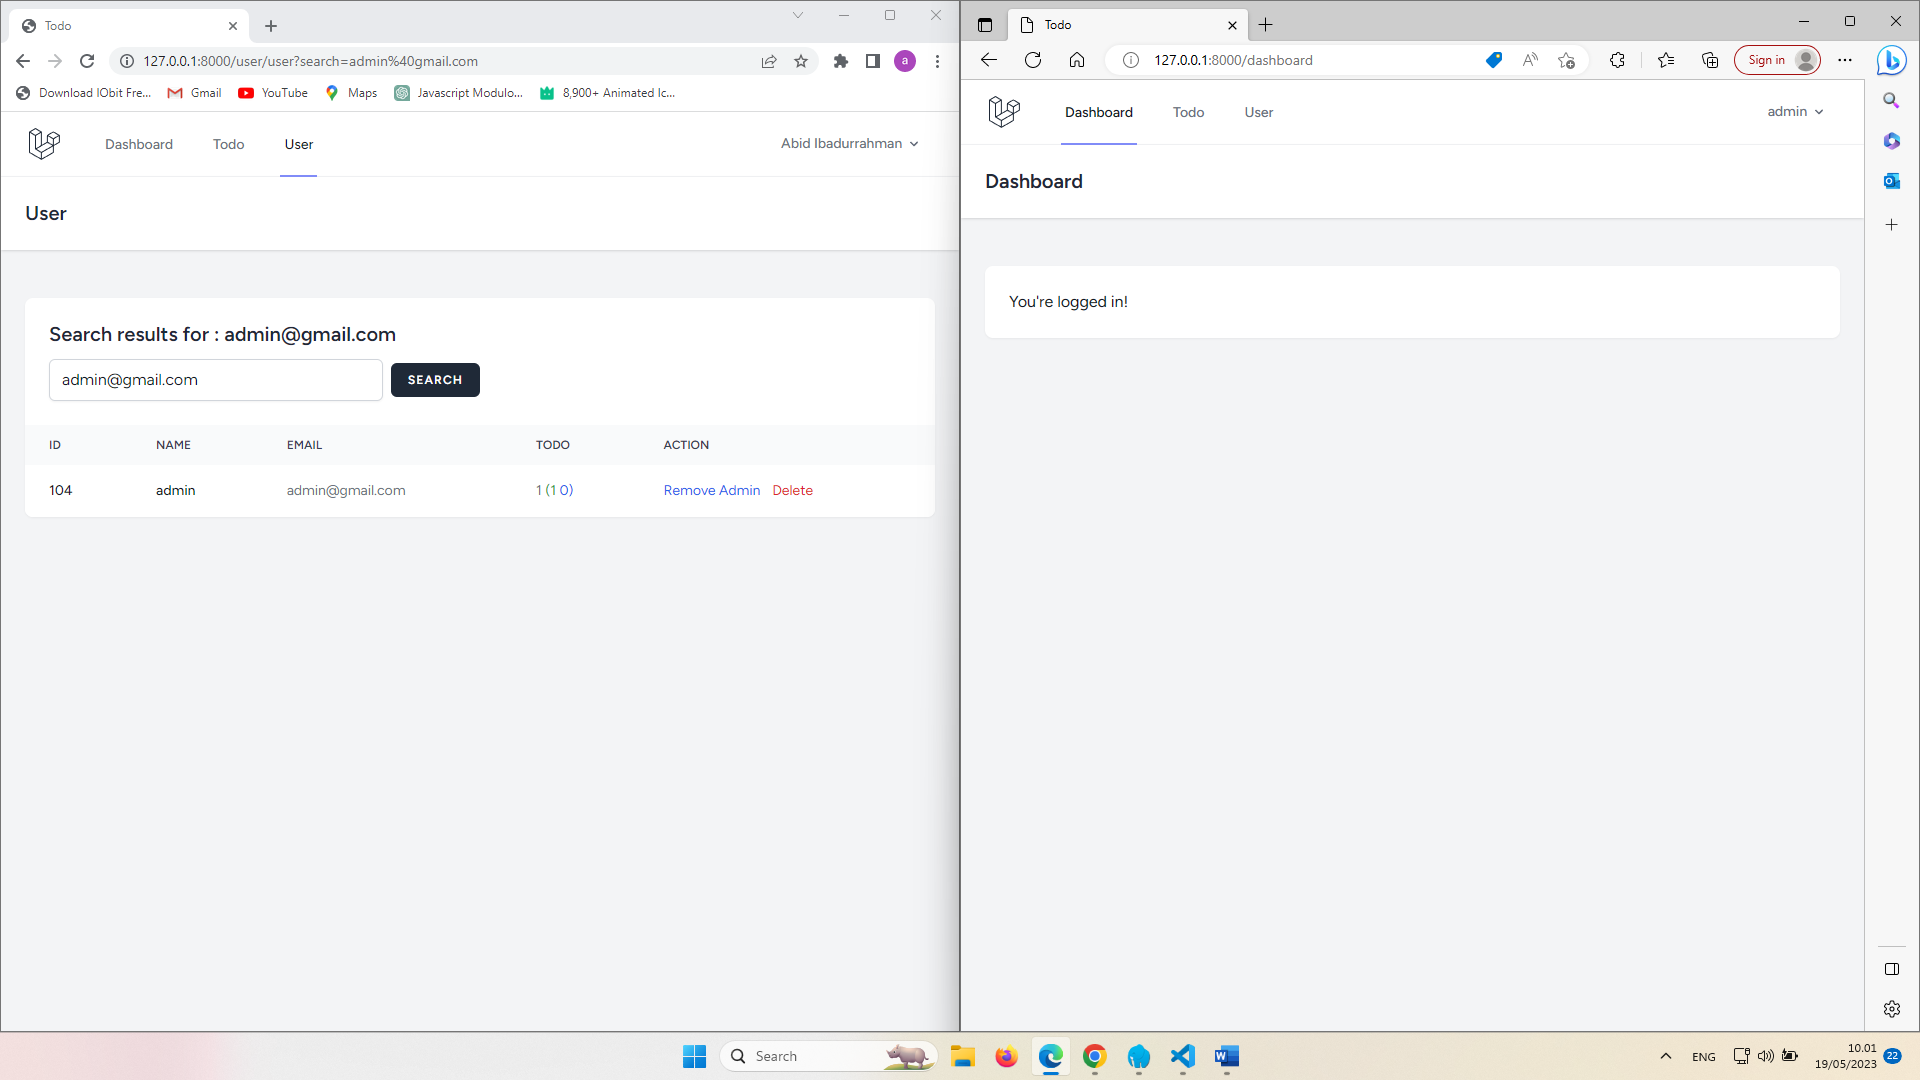 Todo
127.0.0.1:8000/user/user?search=admin%40gmail.com
a
Download IObit Fre...
Gmail
YouTube
Maps
Javascript Modulo...
8,900+ Animated Ic...
Dashboard
Todo
User
Abid Ibadurrahman
User
Search results for : admin@gmail.com
admin@gmail.com
SEARCH
ID NAME EMAIL TODO ACTION
104 admin admin@gmail.com 1 (1 0) Remove Admin Delete
Todo
127.0.0.1:8000/dashboard
Sign in
Dashboard
Todo
User
admin
Dashboard
You're logged in!
Search
ENG
10.01
19/05/2023
22